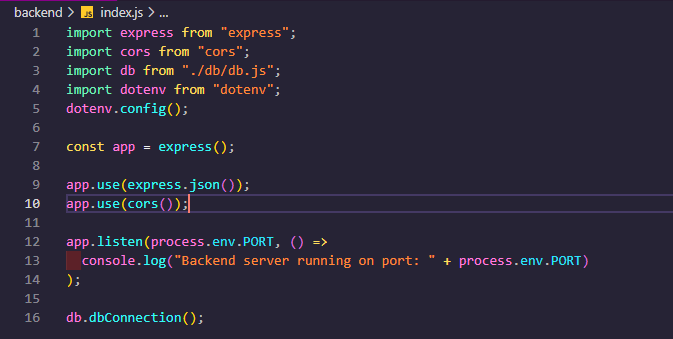 backend > JS index.js > ...
1 import express from "express";
2 import cors from "cors";
3 import db from "./db/db.js";
4 import dotenv from "dotenv";
5 dotenv.config();
6
7 const app = express();
8
9 app.use(express.json());
10 app.use(cors());
11
12 app.listen(process.env.PORT, () =>
13 console.log("Backend server running on port: " + process.env.PORT)
14 );
15
16 db.dbConnection();